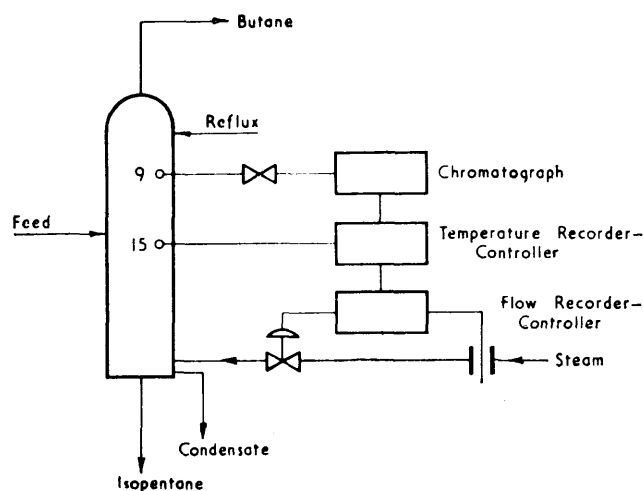 Butane
Reflux
9
Chromatograph
Feed
15
Temperature Recorder-
Controller
Flow Recorder-
Controller
Steam
Condensate
Isopentane